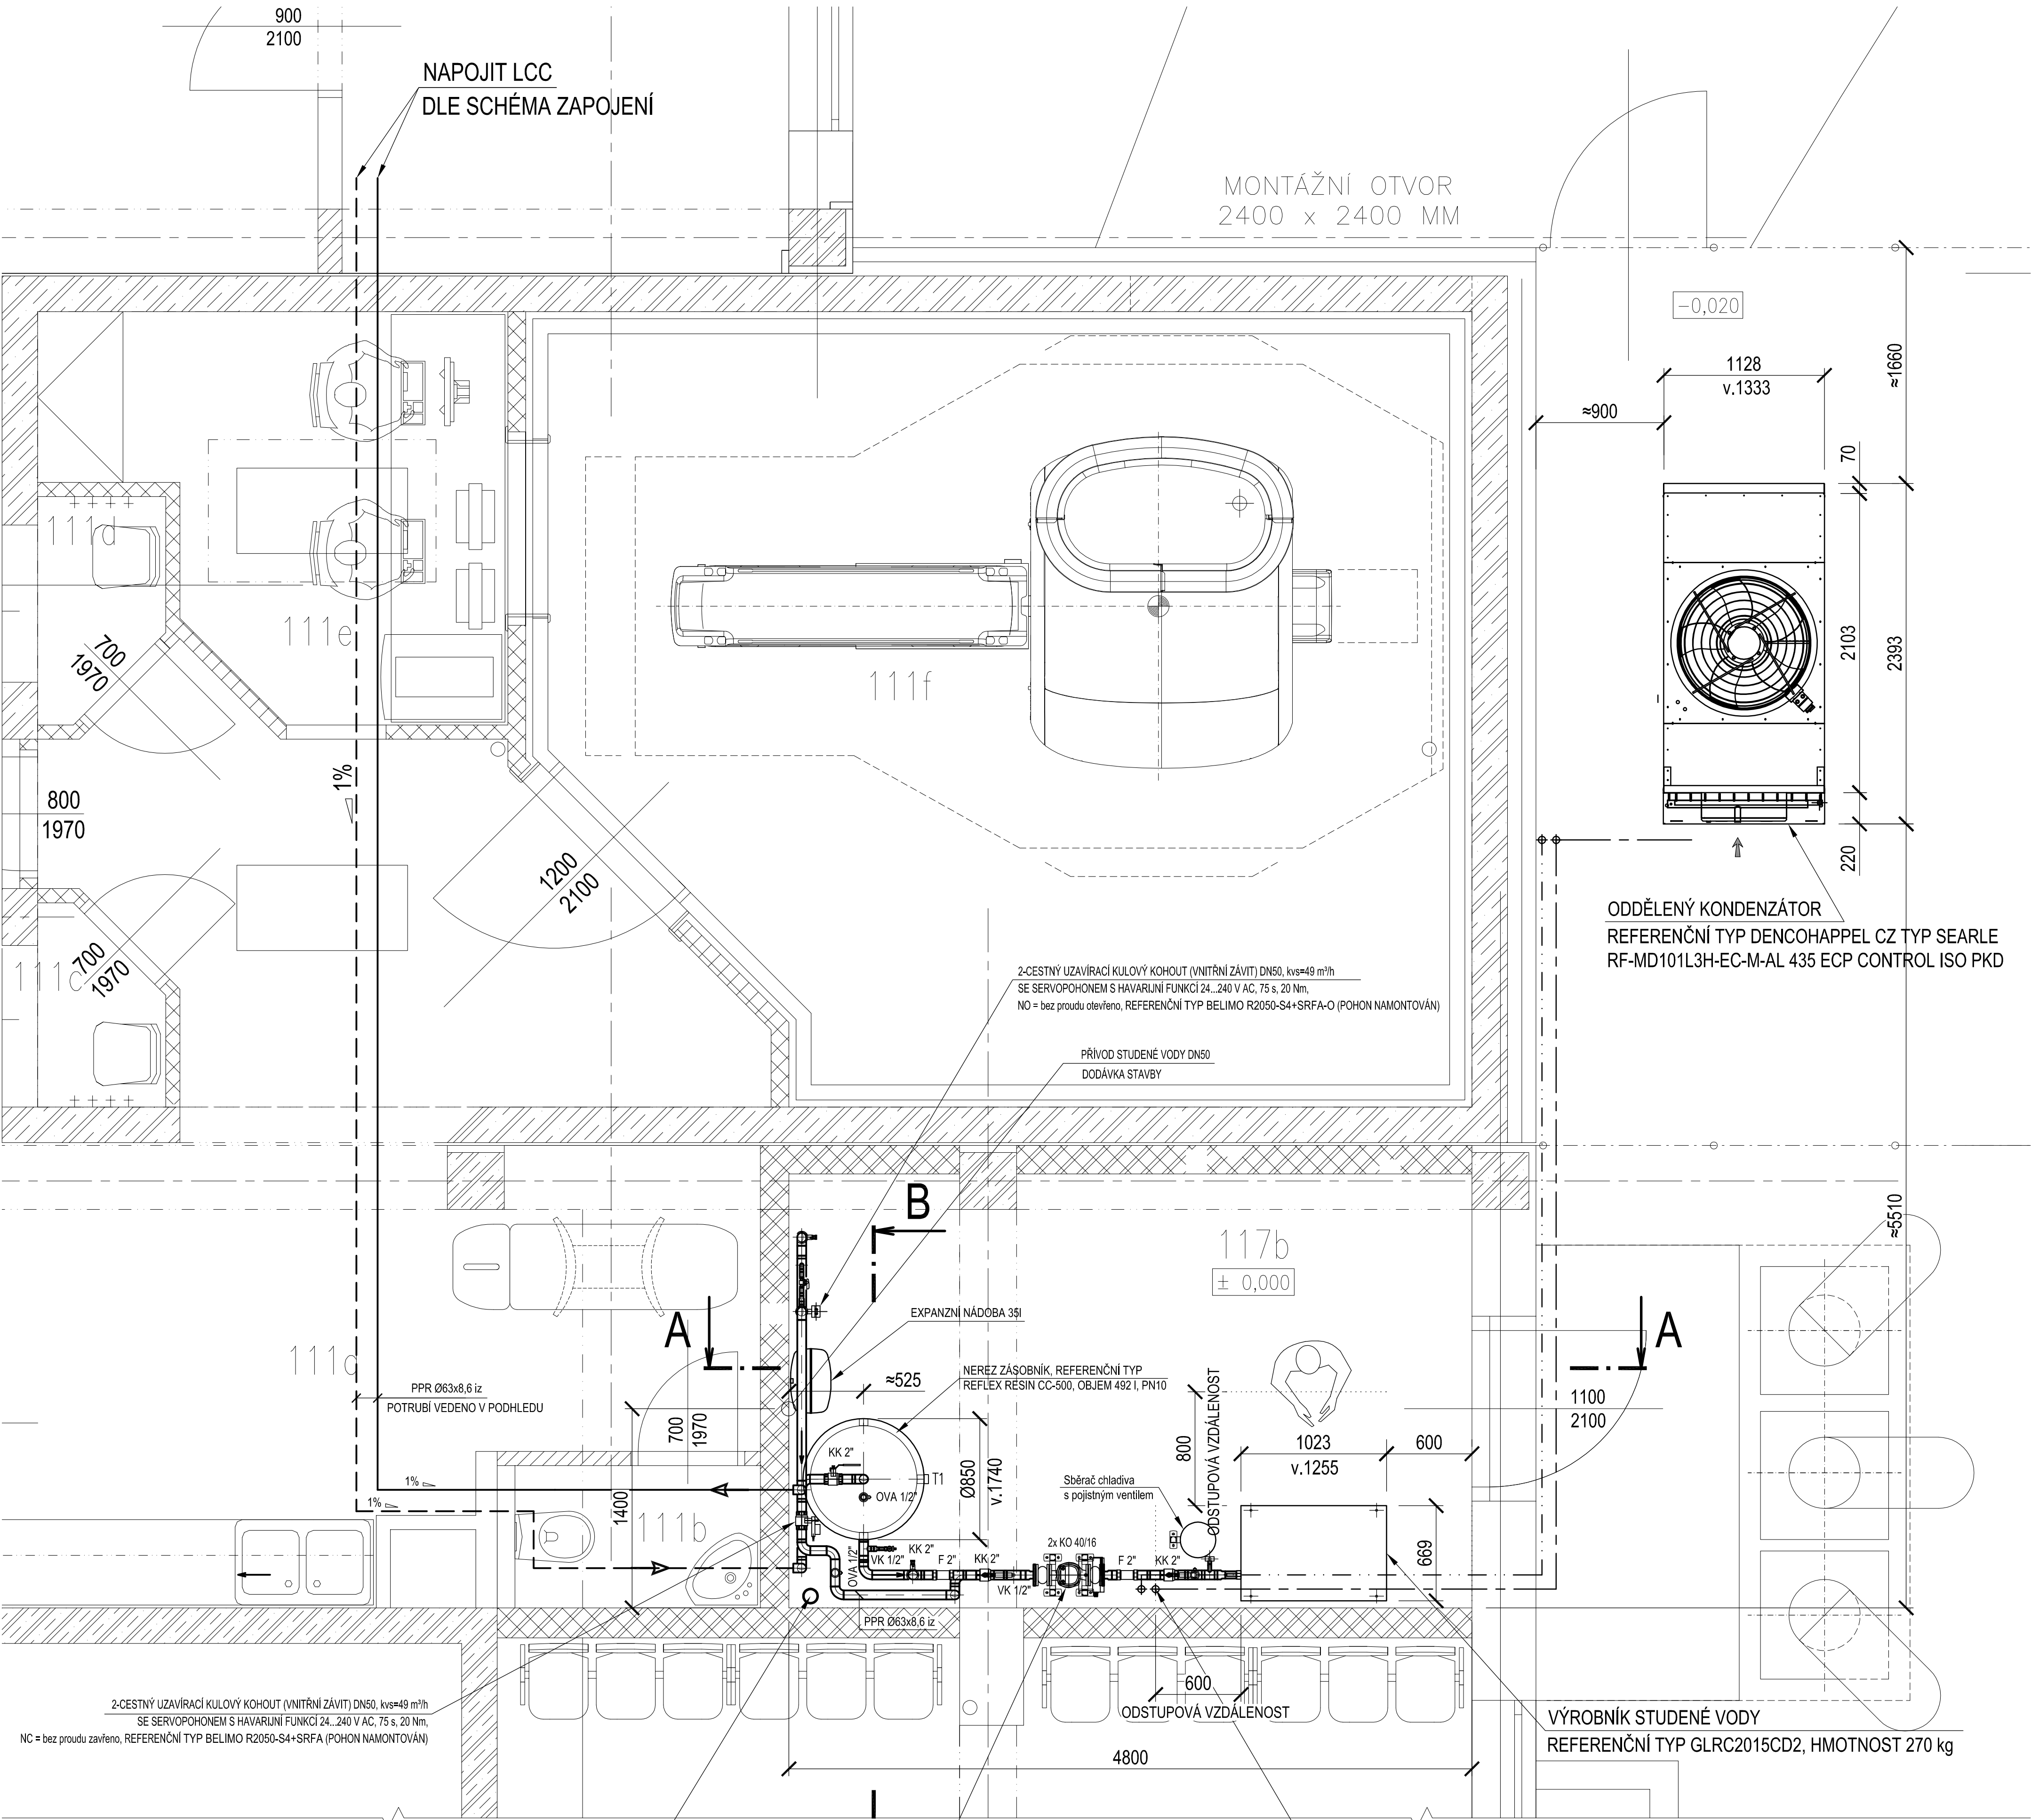 900
2100
NAPOJIT LCC
DLE SCHÉMA ZAPOJENÍ
MONTÁŽNÍ OTVOR
2400 x 2400 MM
-0,020
≈1660
1128
v.1333
≈900
70
2103
2393
220
111d
111e
700
1970
111f
1%
800
1970
1200
2100
111c
700
1970
ODDĚLENÝ KONDENZÁTOR
REFERENČNÍ TYP DENCOHAPPEL CZ TYP SEARLE
RF-MD101L3H-EC-M-AL 435 ECP CONTROL ISO PKD
2-CESTNÝ UZAVÍRACÍ KULOVÝ KOHOUT (VNITŘNÍ ZÁVIT) DN50, kvs=49 m³/h
SE SERVOPOHONEM S HAVARIJNÍ FUNKCÍ 24...240 V AC, 75 s, 20 Nm,
NO = bez proudu otevřeno, REFERENČNÍ TYP BELIMO R2050-S4+SRFA-O (POHON NAMONTOVÁN)
PŘÍVOD STUDENÉ VODY DN50
DODÁVKA STAVBY
B
117b
± 0,000
≈5510
EXPANZNÍ NÁDOBA 35l
A
A
NEREZ ZÁSOBNÍK, REFERENČNÍ TYP
REFLEX RESIN CC-500, OBJEM 492 l, PN10
≈525
PPR Ø63x8,6 iz
POTRUBÍ VEDENO V PODHLEDU
700
1970
1100
2100
800
ODSTUPOVÁ VZDÁLENOST
1023
v.1255
600
KK 2"
T1
OVA 1/2"
Ø850
v.1740
Sběrač chladiva
s pojistným ventilem
1%
1%
1400
111b
669
OVA 1/2"
VK 1/2"
KK 2"
F 2"
KK 2"
VK 1/2"
2x KO 40/16
F 2"
KK 2"
PPR Ø63x8,6 iz
600
ODSTUPOVÁ VZDÁLENOST
2-CESTNÝ UZAVÍRACÍ KULOVÝ KOHOUT (VNITŘNÍ ZÁVIT) DN50, kvs=49 m³/h
SE SERVOPOHONEM S HAVARIJNÍ FUNKCÍ 24...240 V AC, 75 s, 20 Nm,
NC = bez proudu zavřeno, REFERENČNÍ TYP BELIMO R2050-S4+SRFA (POHON NAMONTOVÁN)
VÝROBNÍK STUDENÉ VODY
REFERENČNÍ TYP GLRC2015CD2, HMOTNOST 270 kg
4800